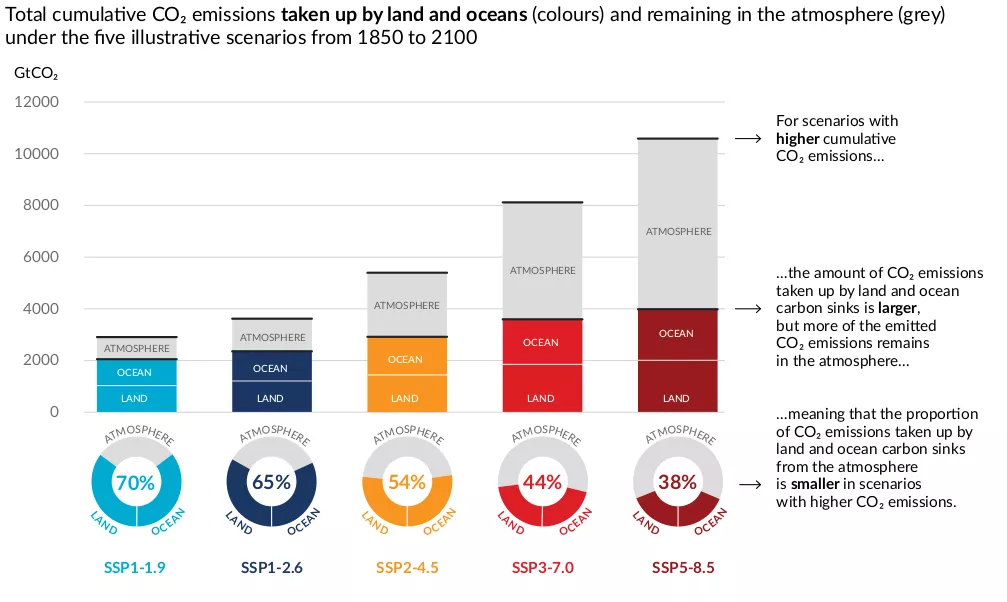 Total cumulative CO₂ emissions taken up by land and oceans (colours) and remaining in the atmosphere (grey)
under the five illustrative scenarios from 1850 to 2100
GtCO₂
12000
10000
8000
6000
4000
2000
0
ATMOSPHERE
OCEAN
LAND
ATMOSPHERE
OCEAN
LAND
ATMOSPHERE
OCEAN
LAND
ATMOSPHERE
OCEAN
LAND
ATMOSPHERE
OCEAN
LAND
For scenarios with
higher cumulative
CO₂ emissions...
...the amount of CO₂ emissions
taken up by land and ocean
carbon sinks is larger,
but more of the emitted
CO₂ emissions remains
in the atmosphere...
...meaning that the proportion
of CO₂ emissions taken up by
land and ocean carbon sinks
from the atmosphere
is smaller in scenarios
with higher CO₂ emissions.
ATMOSPHERE
70%
LAND
OCEAN
ATMOSPHERE
65%
LAND
OCEAN
ATMOSPHERE
54%
LAND
OCEAN
ATMOSPHERE
44%
LAND
OCEAN
ATMOSPHERE
38%
LAND
OCEAN
SSP1-1.9
SSP1-2.6
SSP2-4.5
SSP3-7.0
SSP5-8.5